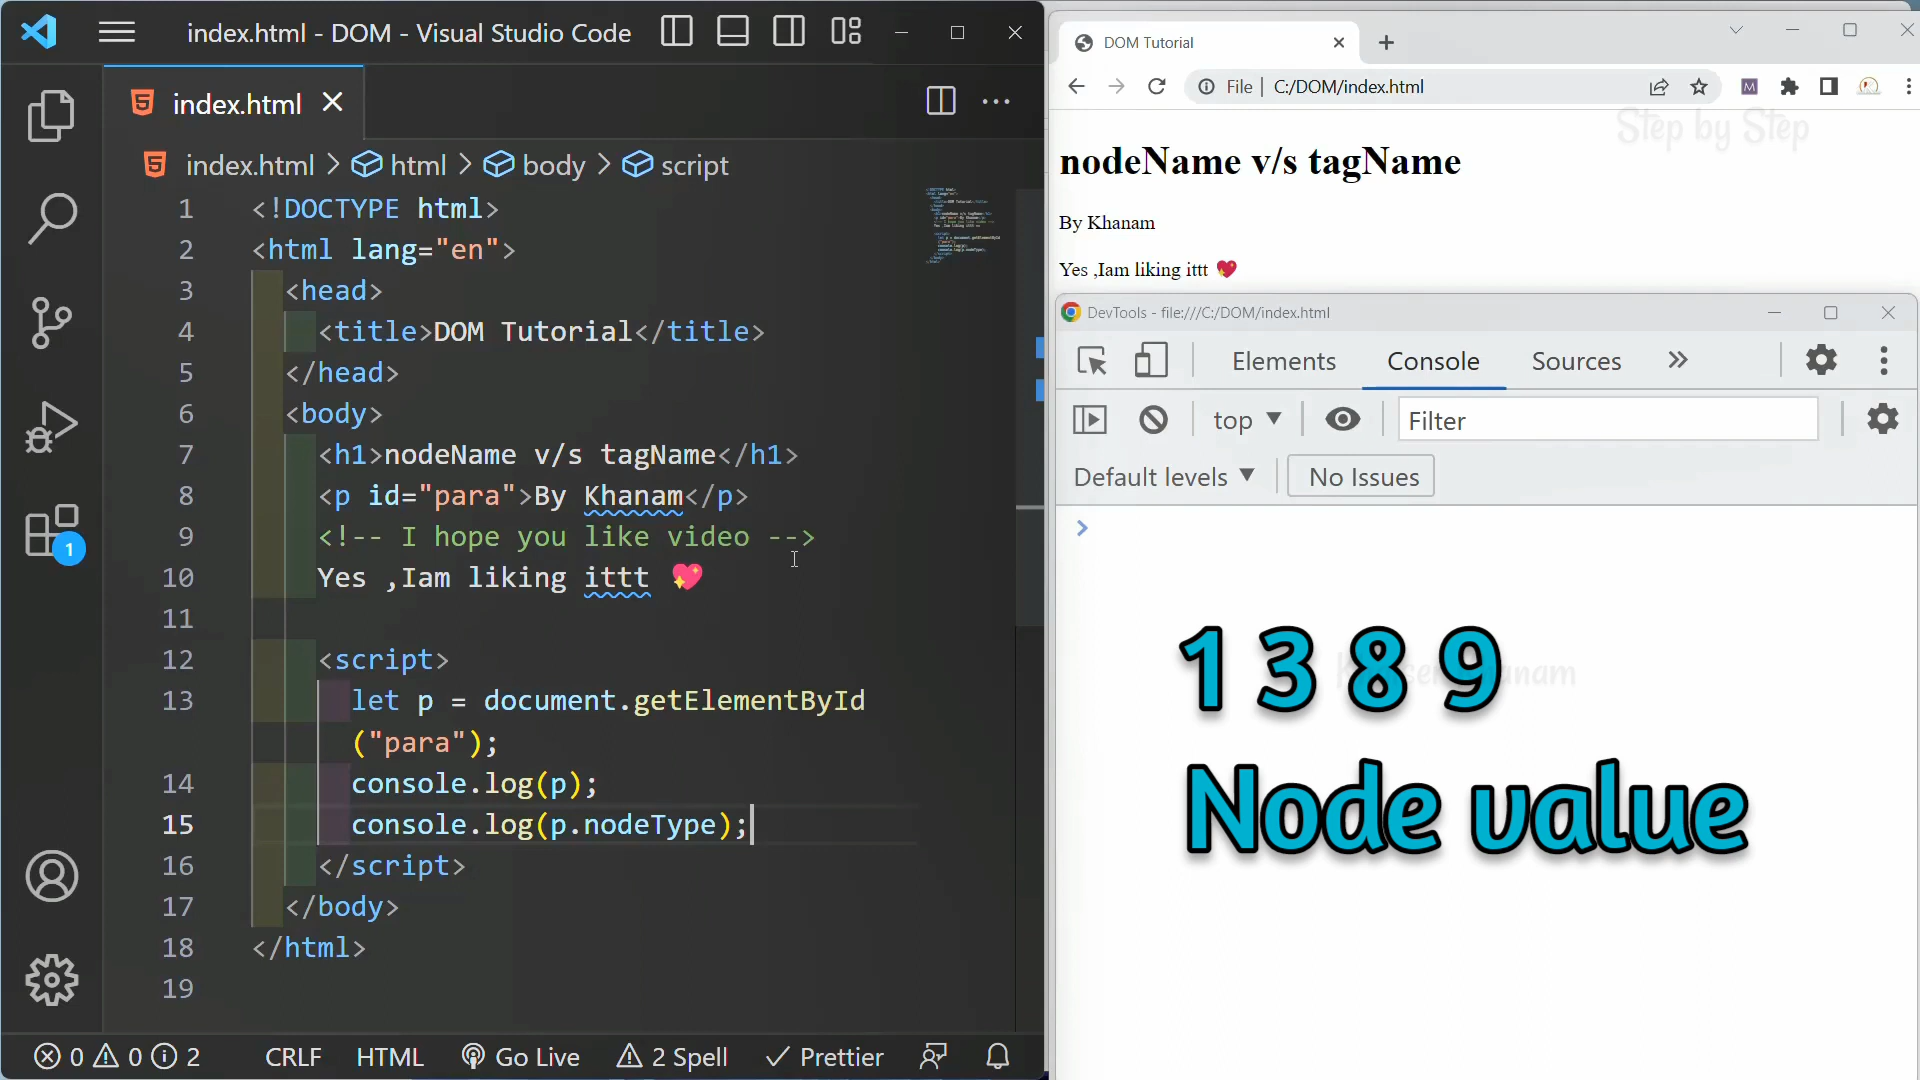 index.html - DOM - Visual Studio Code
index.html
index.html > html > body > script
1 <!DOCTYPE html>
2 <html lang="en">
3 <head>
4 <title>DOM Tutorial</title>
5 </head>
6 <body>
7 <h1>nodeName v/s tagName</h1>
8 <p id="para">By Khanam</p>
9 <!-- I hope you like video -->
10 Yes ,Iam liking ittt 💖
11
12 <script>
13 let p = document.getElementById
("para");
14 console.log(p);
15 console.log(p.nodeType);
16 </script>
17 </body>
18 </html>
19
1
0 0 2 CRLF HTML Go Live 2 Spell Prettier
DOM Tutorial
File | C:/DOM/index.html
M
Step by Step
nodeName v/s tagName
By Khanam
Yes ,Iam liking ittt 💖
DevTools - file:///C:/DOM/index.html
Elements Console Sources
top Filter
Default levels No Issues
1 3 8 9
Node value